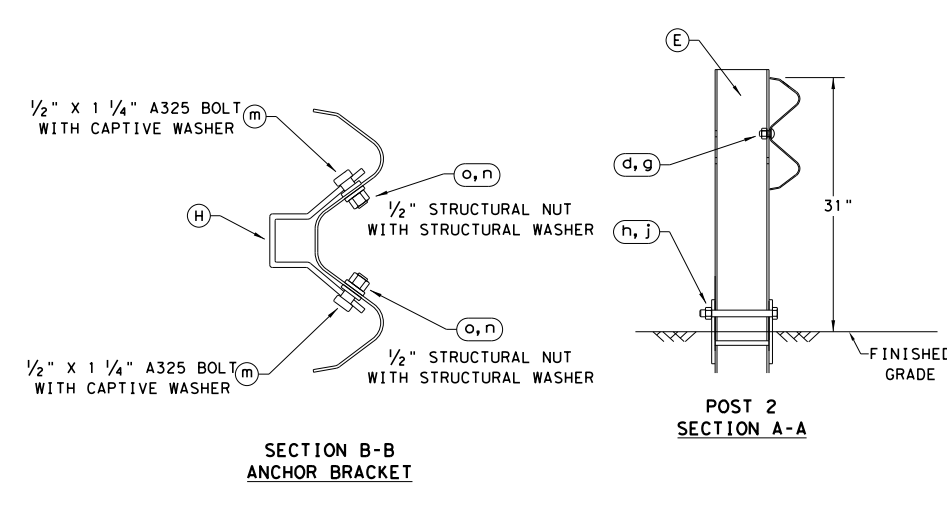 ½" X 1 ¼" A325 BOLT
WITH CAPTIVE WASHER
m
o,n
½" STRUCTURAL NUT
WITH STRUCTURAL WASHER
H
o,n
½" STRUCTURAL NUT
WITH STRUCTURAL WASHER
½" X 1 ¼" A325 BOLT
WITH CAPTIVE WASHER
m
SECTION B-B
ANCHOR BRACKET
E
d,g
31"
h,j
FINISHED
GRADE
POST 2
SECTION A-A